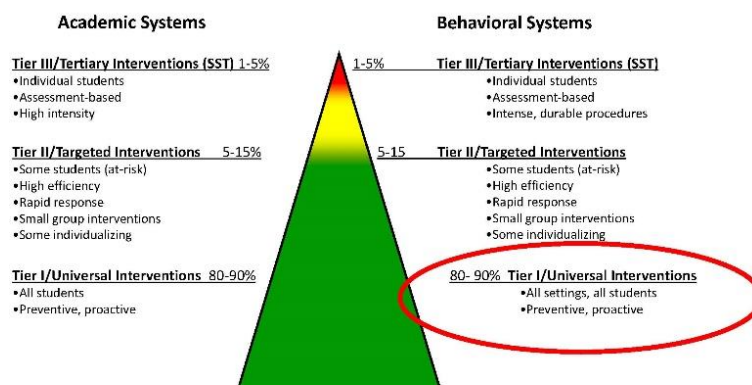 Academic Systems
Behavioral Systems
Tier III/Tertiary Interventions (SST) 1-5%
•Individual students
•Assessment-based
•High intensity
1-5% Tier III/Tertiary Interventions (SST)
•Individual students
•Assessment-based
•Intense, durable procedures
Tier II/Targeted Interventions 5-15%
•Some students (at-risk)
•High efficiency
•Rapid response
•Small group interventions
•Some individualizing
5-15 Tier II/Targeted Interventions
•Some students (at-risk)
•High efficiency
•Rapid response
•Small group interventions
•Some individualizing
Tier I/Universal Interventions 80-90%
•All students
•Preventive, proactive
80- 90% Tier I/Universal Interventions
•All settings, all students
•Preventive, proactive